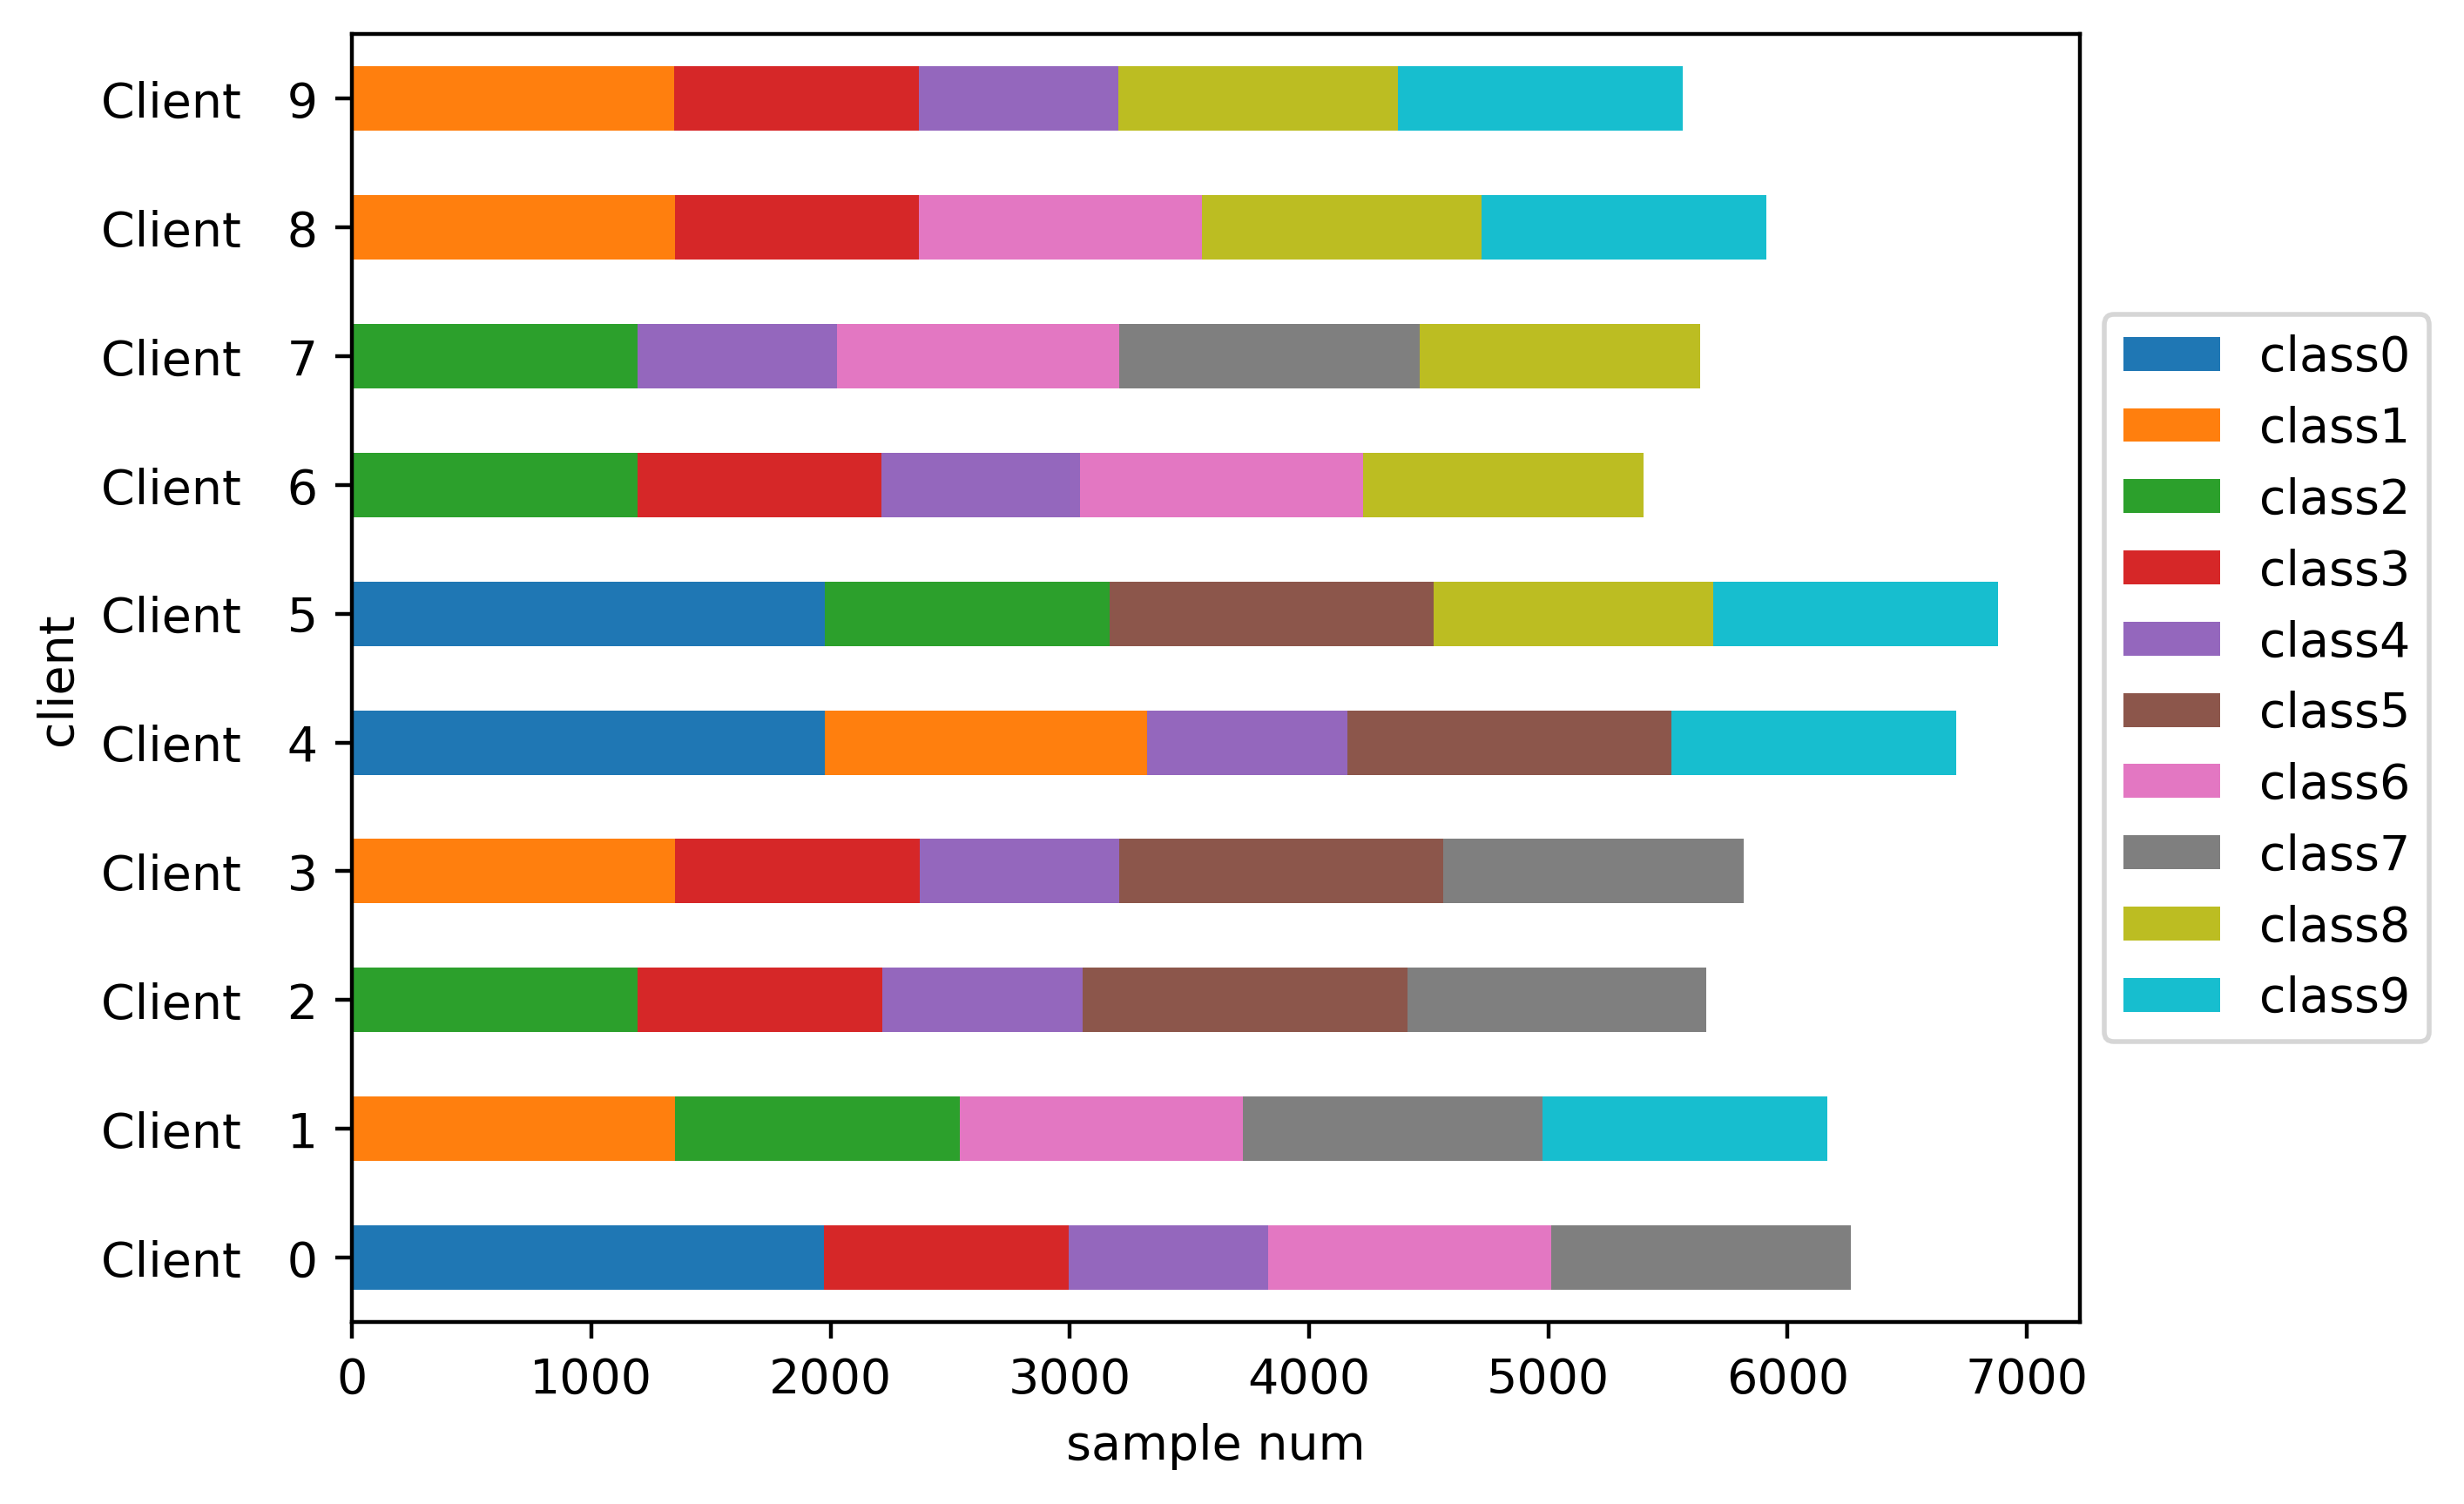 Client 9
Client 8
Client 7
Client 6
Client 5
Client 4
Client 3
Client 2
Client 1
Client 0
client
0 1000 2000 3000 4000 5000 6000 7000
sample num
class0
class1
class2
class3
class4
class5
class6
class7
class8
class9